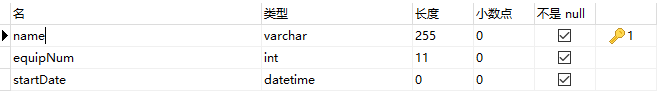 名 类型 长度 小数点 不是 null
name varchar 255 0 1
equipNum int 11 0
startDate datetime 0 0